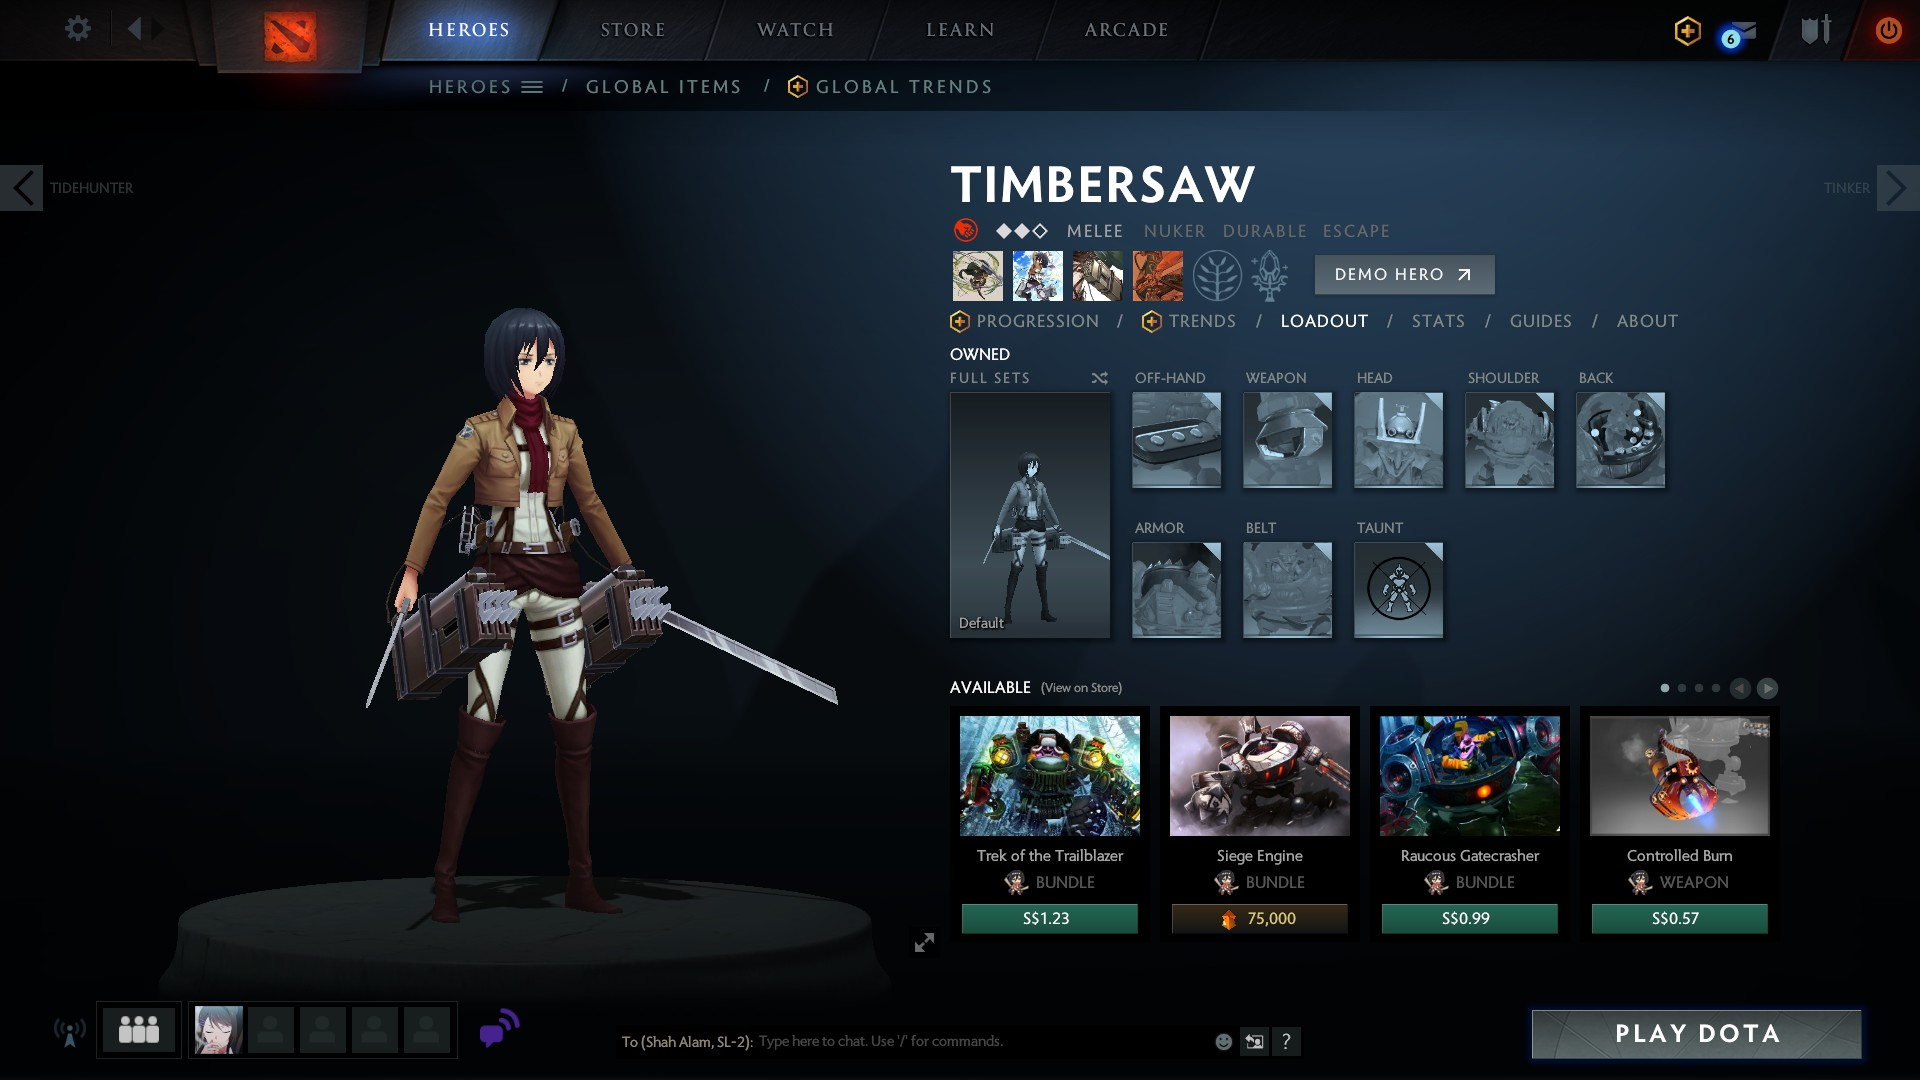 HEROES
STORE
WATCH
LEARN
ARCADE
6
HEROES / GLOBAL ITEMS / GLOBAL TRENDS
TIDEHUNTER
TINKER
TIMBERSAW
MELEE NUKER DURABLE ESCAPE
DEMO HERO
PROGRESSION / TRENDS / LOADOUT / STATS / GUIDES / ABOUT
OWNED
FULL SETS
OFF-HAND
WEAPON
HEAD
SHOULDER
BACK
Default
ARMOR
BELT
TAUNT
AVAILABLE (View on Store)
Trek of the Trailblazer
BUNDLE
S$1.23
Siege Engine
BUNDLE
75,000
Raucous Gatecrasher
BUNDLE
S$0.99
Controlled Burn
WEAPON
S$0.57
To (Shah Alam, SL-2): Type here to chat. Use '/' for commands.
?
PLAY DOTA